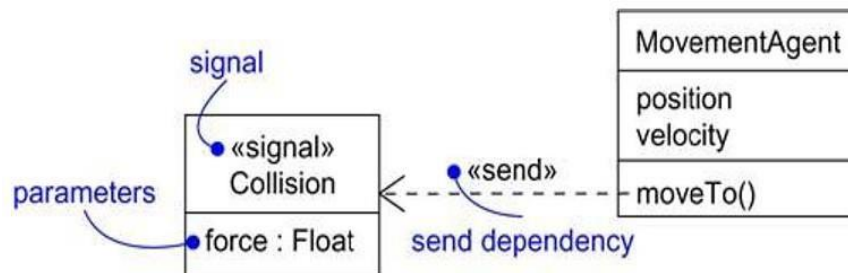 MovementAgent
signal
position
velocity
«signal»
Collision
«send»
parameters
moveTo()
force : Float
send dependency